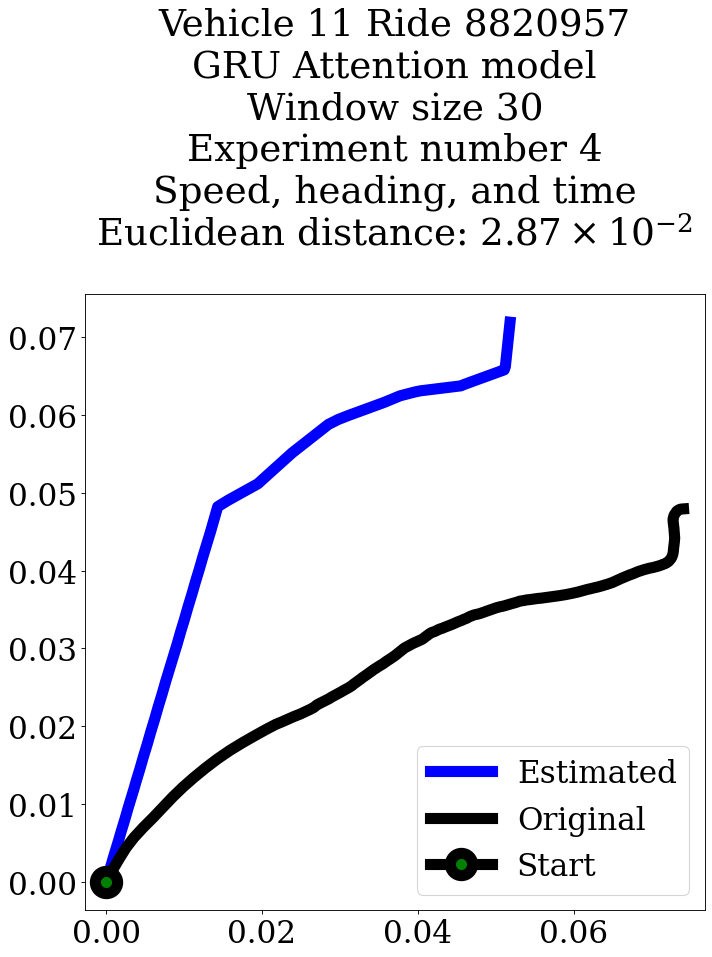 Vehicle 11 Ride 8820957
GRU Attention model
Window size 30
Experiment number 4
Speed, heading, and time
Euclidean distance: 2.87 × 10⁻²
0.07
0.06
0.05
0.04
0.03
0.02
0.01
0.00
Estimated
Original
Start
0.00 0.02 0.04 0.06